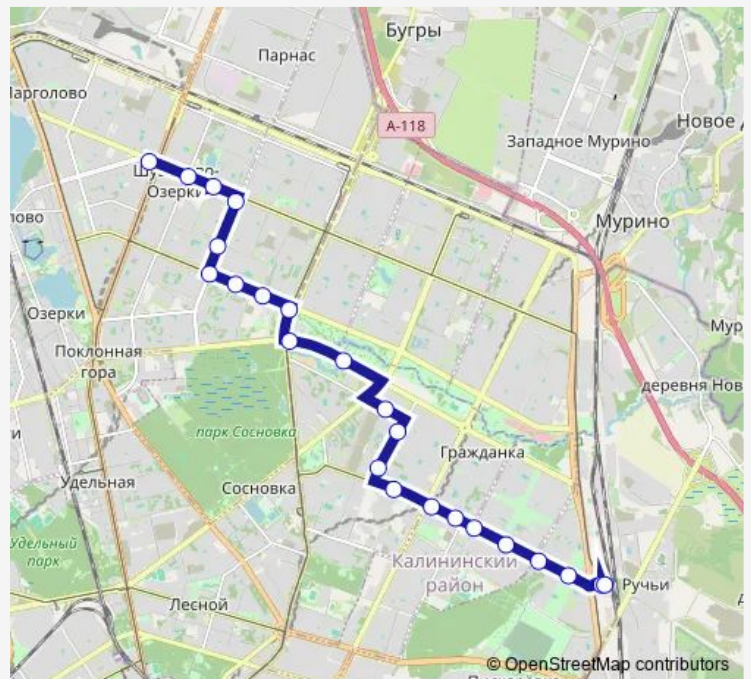 Бугры
Парнас
Парголово
А-118
Новое
Западное Мурино
Озерки
Мурино
Озерки
Поклонная
гора
деревня Нов
парк Сосновка
Гражданка
Удельная
Сосновка
Удельный
парк
Калининский
район
Ручьи
Лесной
© OpenStreetMap contributors